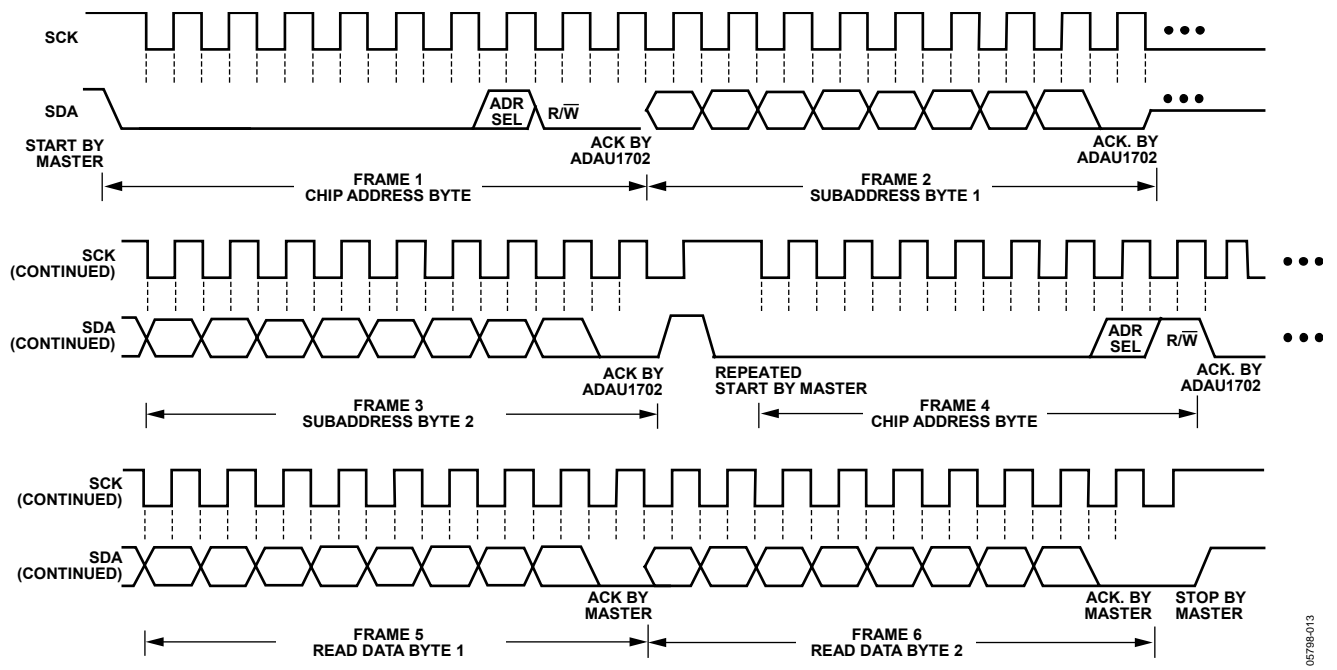 SCK
SDA
ADR
SEL
R/W̅
START BY
MASTER
ACK BY
ADAU1702
ACK. BY
ADAU1702
FRAME 1
CHIP ADDRESS BYTE
FRAME 2
SUBADDRESS BYTE 1
SCK
(CONTINUED)
SDA
(CONTINUED)
ADR
SEL
R/W̅
ACK BY
ADAU1702
REPEATED
START BY MASTER
ACK. BY
ADAU1702
FRAME 3
SUBADDRESS BYTE 2
FRAME 4
CHIP ADDRESS BYTE
SCK
(CONTINUED)
SDA
(CONTINUED)
ACK BY
MASTER
ACK. BY
MASTER
STOP BY
MASTER
FRAME 5
READ DATA BYTE 1
FRAME 6
READ DATA BYTE 2
05798-013